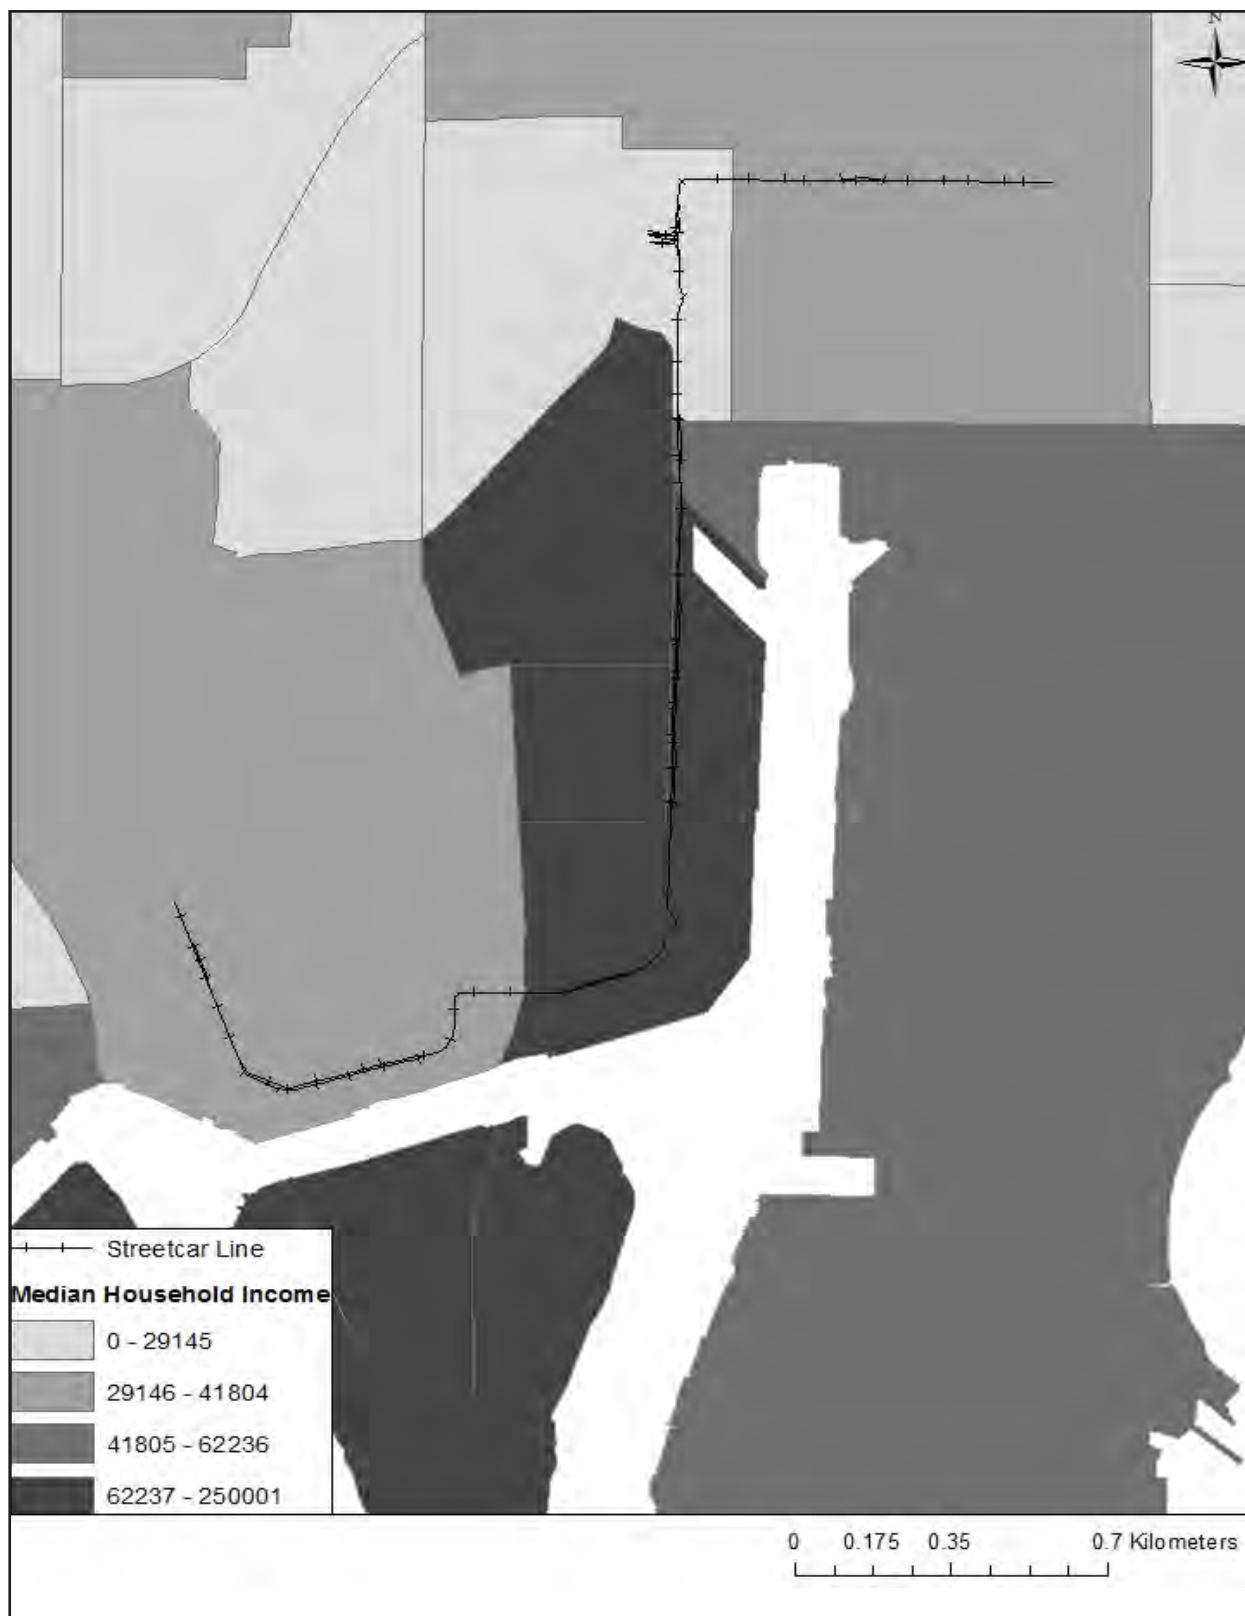 N
Streetcar Line
Median Household Income
0 - 29145
29146 - 41804
41805 - 62236
62237 - 250001
0 0.175 0.35 0.7 Kilometers